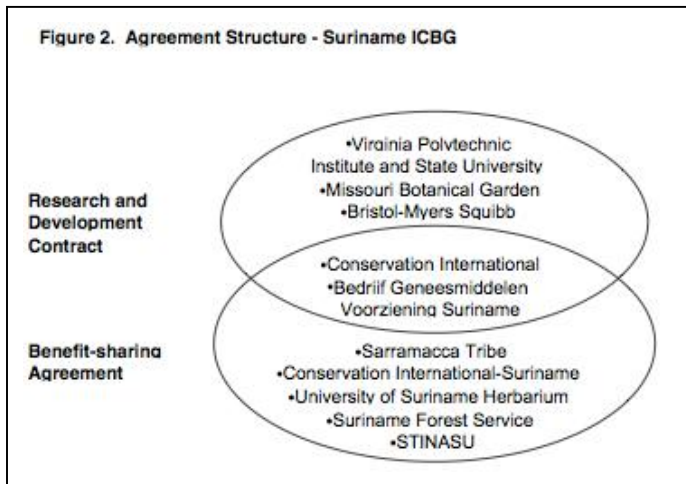 Figure 2. Agreement Structure - Suriname ICBG
•Virginia Polytechnic
Institute and State University
•Missouri Botanical Garden
•Bristol-Myers Squibb
Research and
Development
Contract
•Conservation International
•Bedrijf Geneesmiddelen
Voorziening Suriname
Benefit-sharing
Agreement
•Sarramacca Tribe
•Conservation International-Suriname
•University of Suriname Herbarium
•Suriname Forest Service
•STINASU